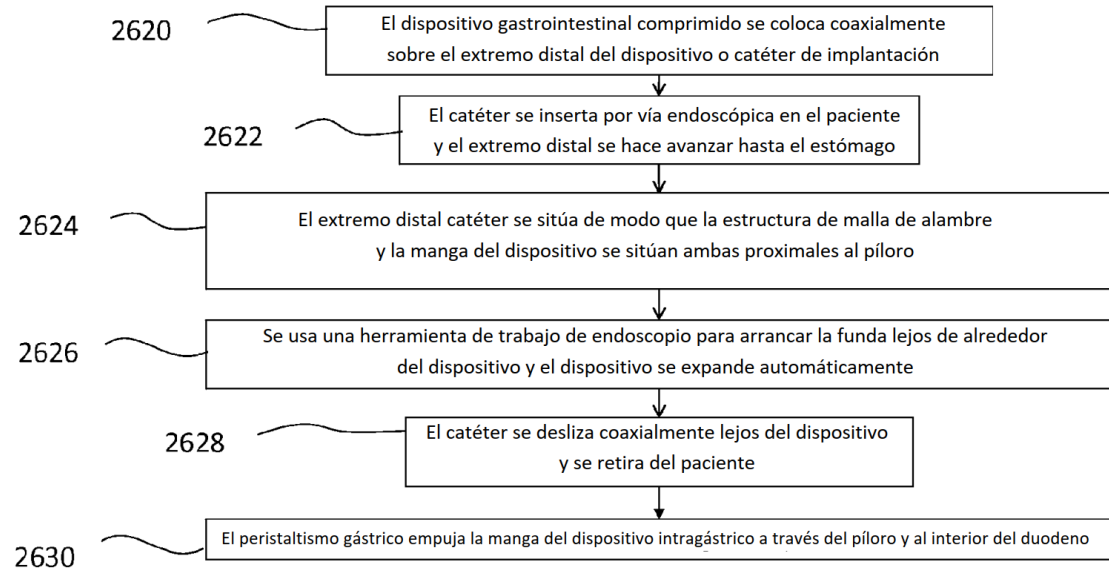 2620
El dispositivo gastrointestinal comprimido se coloca coaxialmente
sobre el extremo distal del dispositivo o catéter de implantación
2622
El catéter se inserta por vía endoscópica en el paciente
y el extremo distal se hace avanzar hasta el estómago
2624
El extremo distal catéter se sitúa de modo que la estructura de malla de alambre
y la manga del dispositivo se sitúan ambas proximales al píloro
2626
Se usa una herramienta de trabajo de endoscopio para arrancar la funda lejos de alrededor
del dispositivo y el dispositivo se expande automáticamente
2628
El catéter se desliza coaxialmente lejos del dispositivo
y se retira del paciente
2630
El peristaltismo gástrico empuja la manga del dispositivo intragástrico a través del píloro y al interior del duodeno